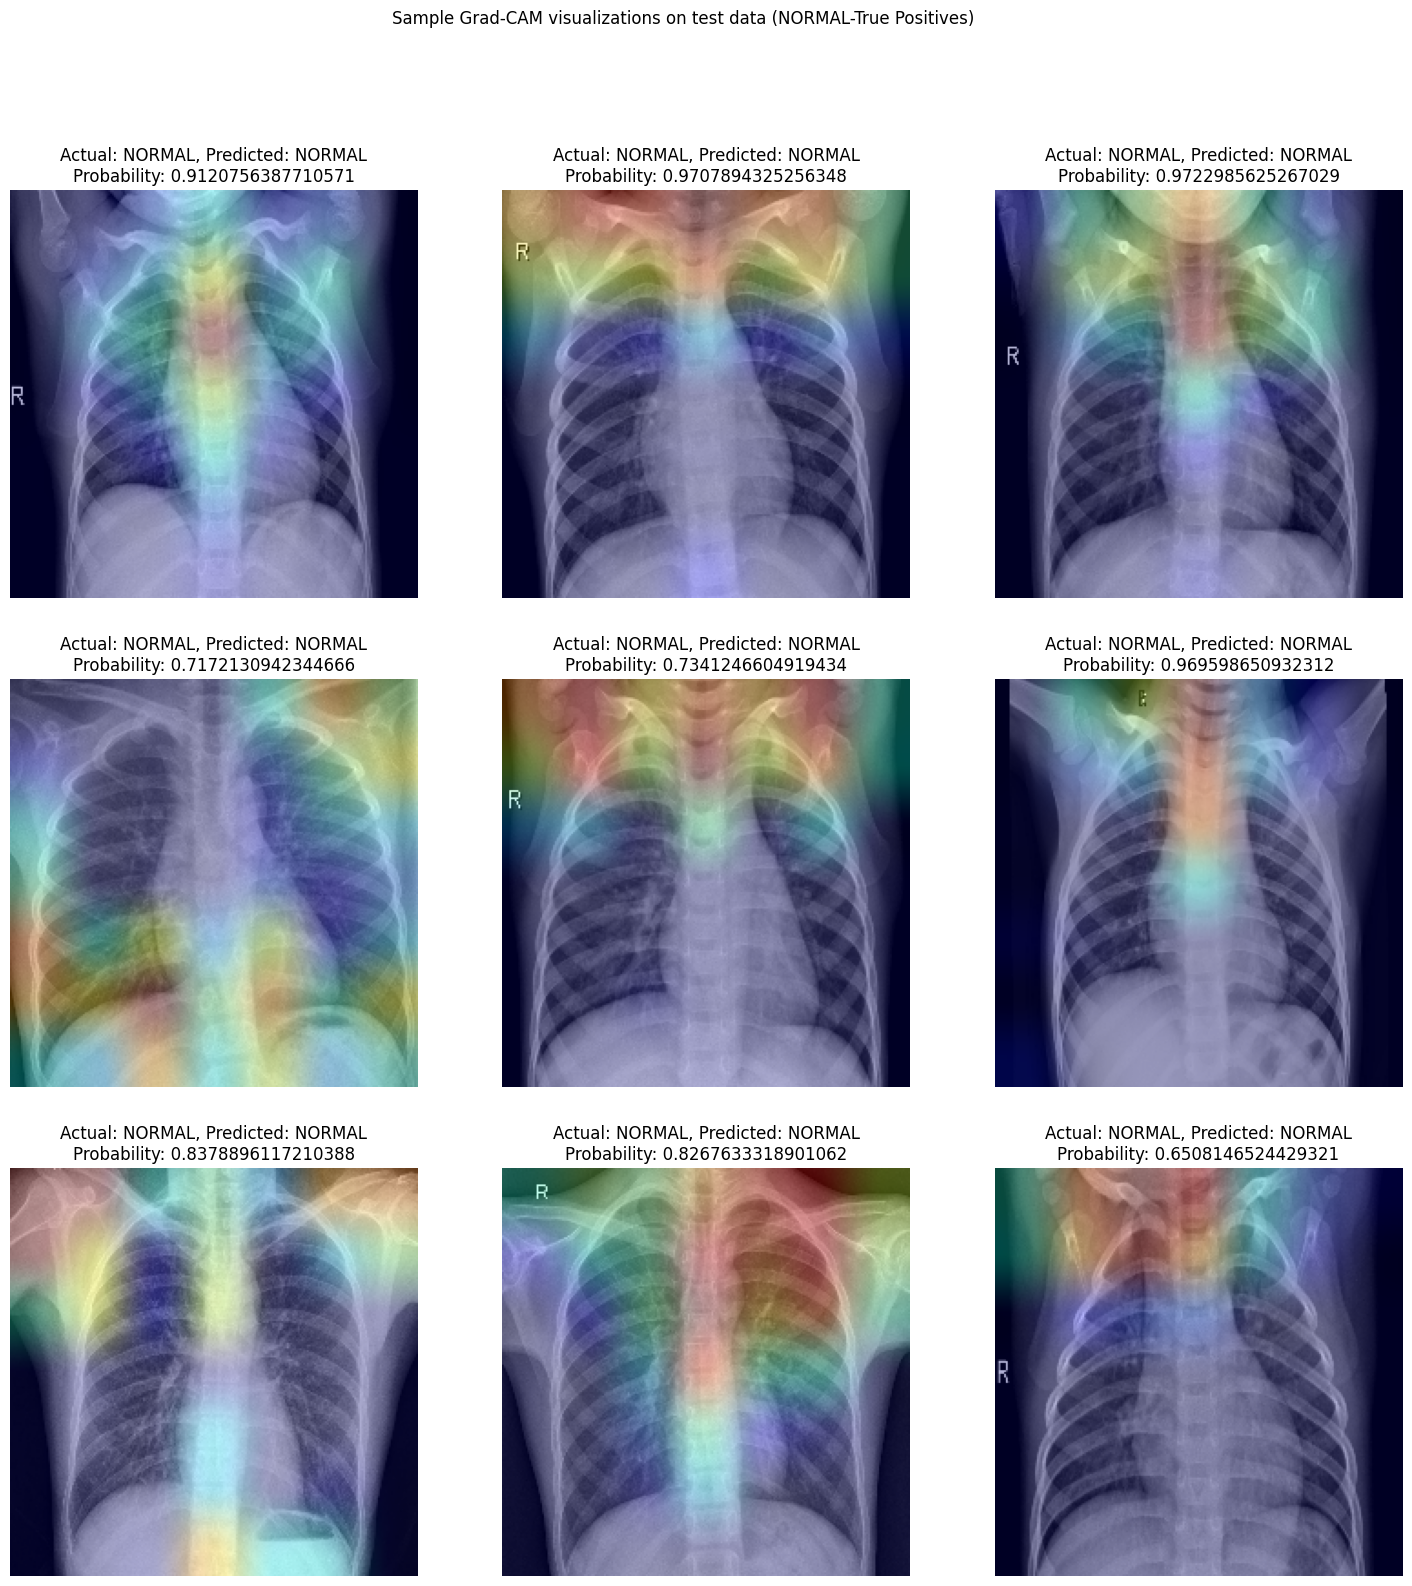 Sample Grad-CAM visualizations on test data (NORMAL-True Positives)
Actual: NORMAL, Predicted: NORMAL
Probability: 0.9120756387710571
Actual: NORMAL, Predicted: NORMAL
Probability: 0.9707894325256348
Actual: NORMAL, Predicted: NORMAL
Probability: 0.9722985625267029
R
R
R
Actual: NORMAL, Predicted: NORMAL
Probability: 0.7172130942344666
Actual: NORMAL, Predicted: NORMAL
Probability: 0.7341246604919434
Actual: NORMAL, Predicted: NORMAL
Probability: 0.969598650932312
R
Actual: NORMAL, Predicted: NORMAL
Probability: 0.8378896117210388
Actual: NORMAL, Predicted: NORMAL
Probability: 0.8267633318901062
Actual: NORMAL, Predicted: NORMAL
Probability: 0.6508146524429321
R
R